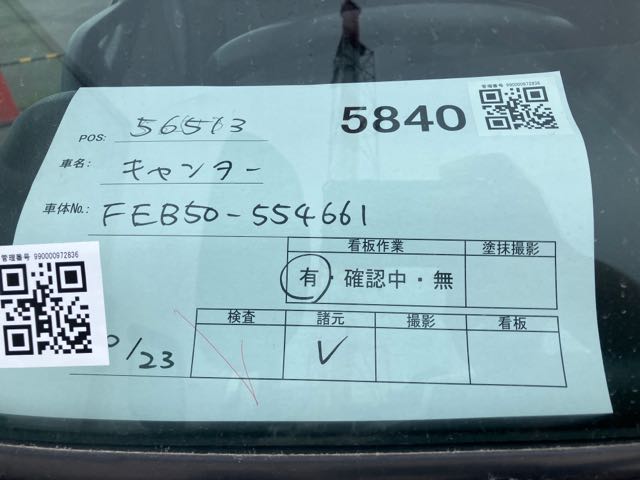 管理番号 990000972836
5840
POS: 56513
車名: キャンター
車体No.: FEB50-554661
看板作業 塗抹撮影
有・確認中・無
管理番号 990000972836
検査 諸元 撮影 看板
/23 ✓